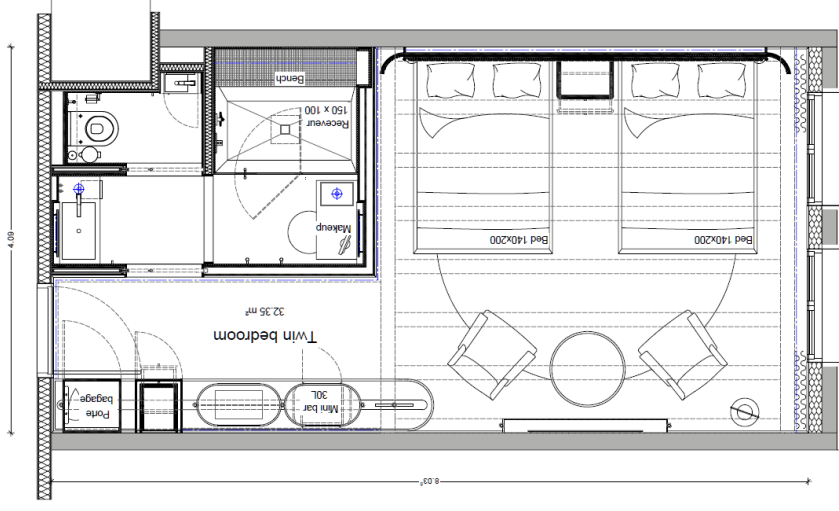 8.03⁵
Mini bar
30L
Porte
bagage
Twin bedroom
32.35 m²
Bed 140x200
Bed 140x200
Makeup
4.09
Receveur
150 x 100
Bench